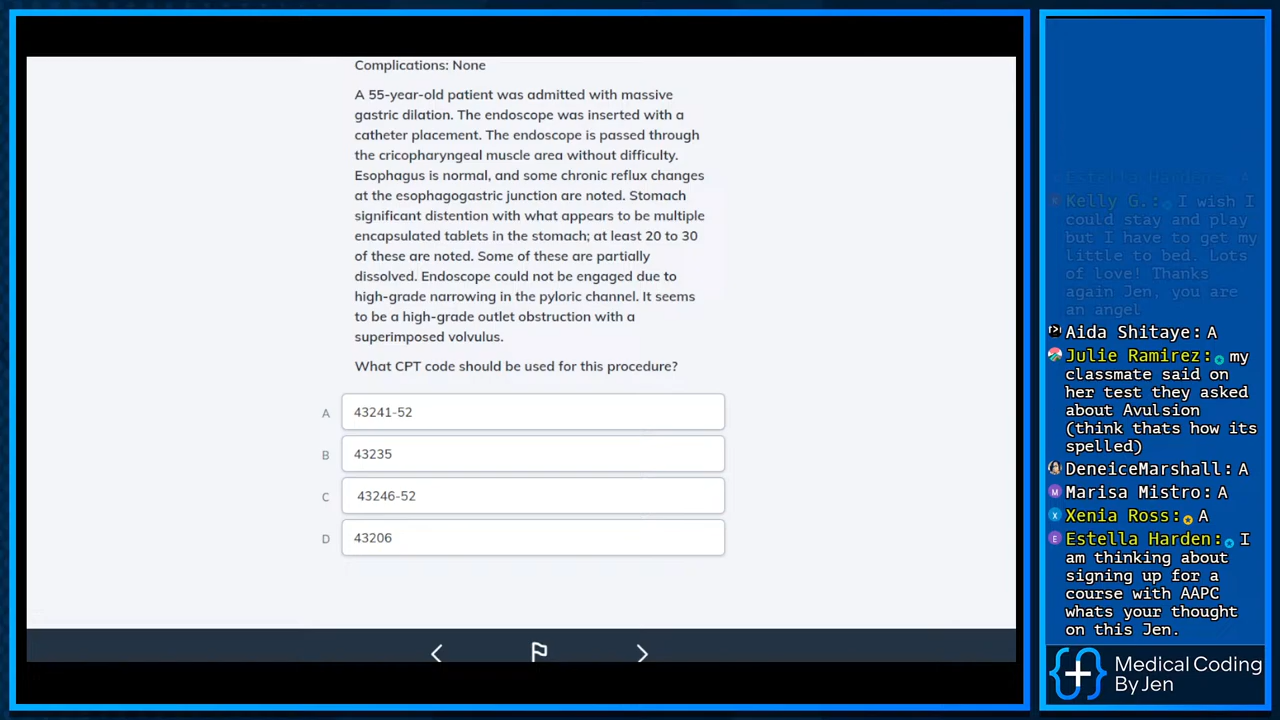 Complications: None
A 55-year-old patient was admitted with massive
gastric dilation. The endoscope was inserted with a
catheter placement. The endoscope is passed through
the cricopharyngeal muscle area without difficulty.
Esophagus is normal, and some chronic reflux changes
at the esophagogastric junction are noted. Stomach
significant distention with what appears to be multiple
encapsulated tablets in the stomach; at least 20 to 30
of these are noted. Some of these are partially
dissolved. Endoscope could not be engaged due to
high-grade narrowing in the pyloric channel. It seems
to be a high-grade outlet obstruction with a
superimposed volvulus.
What CPT code should be used for this procedure?
A 43241-52
B 43235
C 43246-52
D 43206
Estella Harden: A
Kelly G.: I wish I
could stay and play
but I have to get my
little to bed. Lots
of love! Thanks
again Jen, you are
an angel
Aida Shitaye: A
Julie Ramirez: my
classmate said on
her test they asked
about Avulsion
(think thats how its
spelled)
DeneiceMarshall: A
Marisa Mistro: A
Xenia Ross: A
Estella Harden: I
am thinking about
signing up for a
course with AAPC
whats your thought
on this Jen.
Medical Coding
By Jen